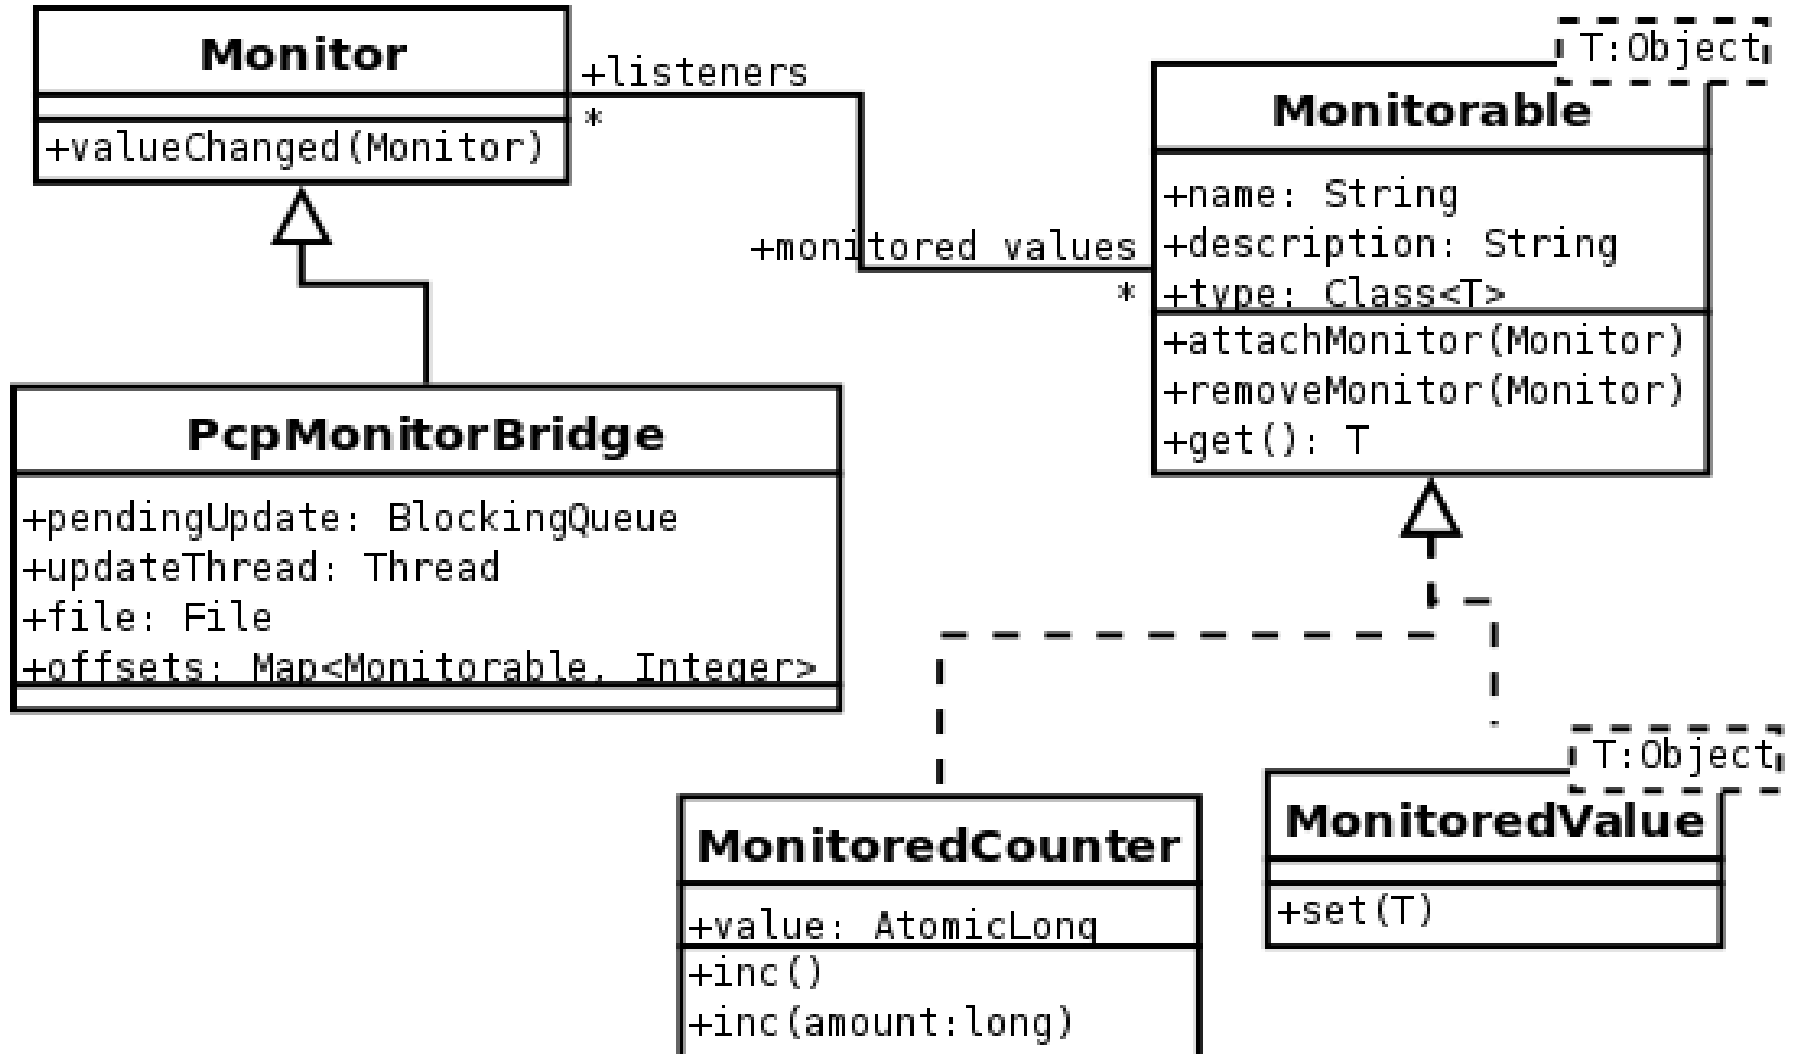 Monitor
+valueChanged(Monitor)
+listeners
*
+monitored values
*
T:Object
Monitorable
+name: String
+description: String
+type: Class<T>
+attachMonitor(Monitor)
+removeMonitor(Monitor)
+get(): T
PcpMonitorBridge
+pendingUpdate: BlockingQueue
+updateThread: Thread
+file: File
+offsets: Map<Monitorable, Integer>
MonitoredCounter
+value: AtomicLong
+inc()
+inc(amount:long)
T:Object
MonitoredValue
+set(T)